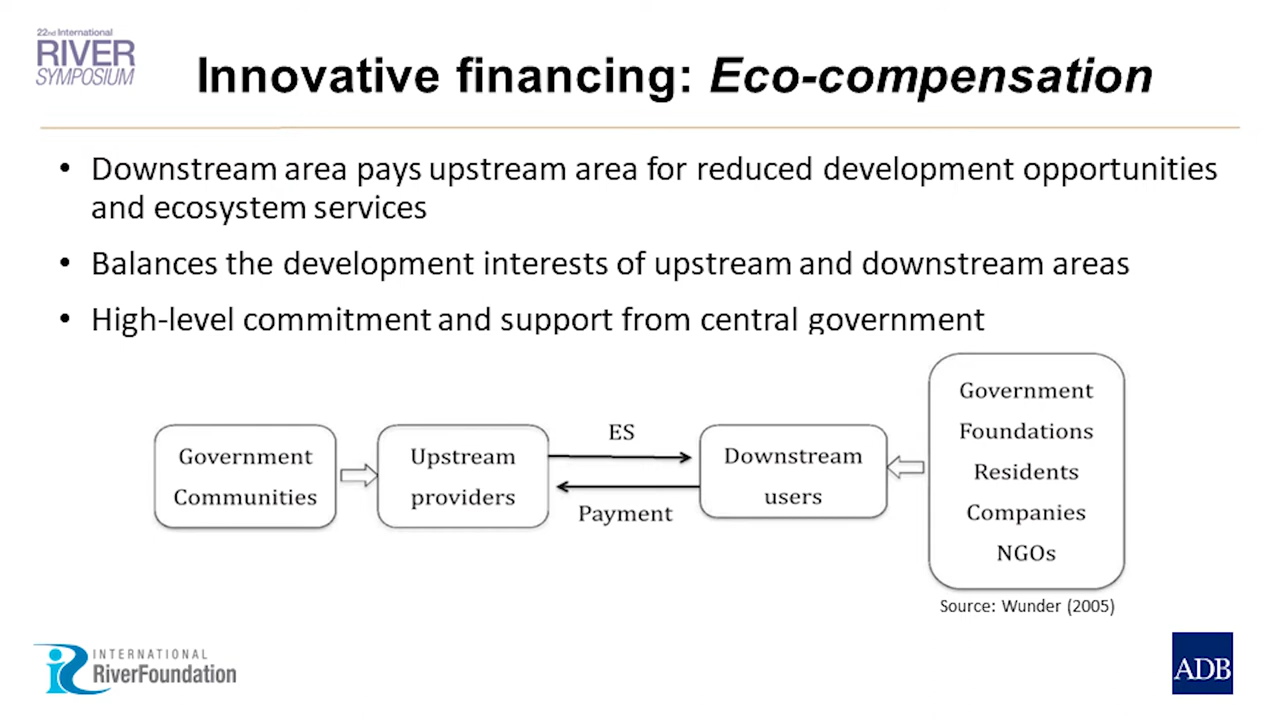 22nd International
RIVER
SYMPOSIUM
Innovative financing: Eco-compensation
• Downstream area pays upstream area for reduced development opportunities
and ecosystem services
• Balances the development interests of upstream and downstream areas
• High-level commitment and support from central government
Government
Communities
Upstream
providers
ES
Payment
Downstream
users
Government
Foundations
Residents
Companies
NGOs
Source: Wunder (2005)
INTERNATIONAL
RiverFoundation
ADB